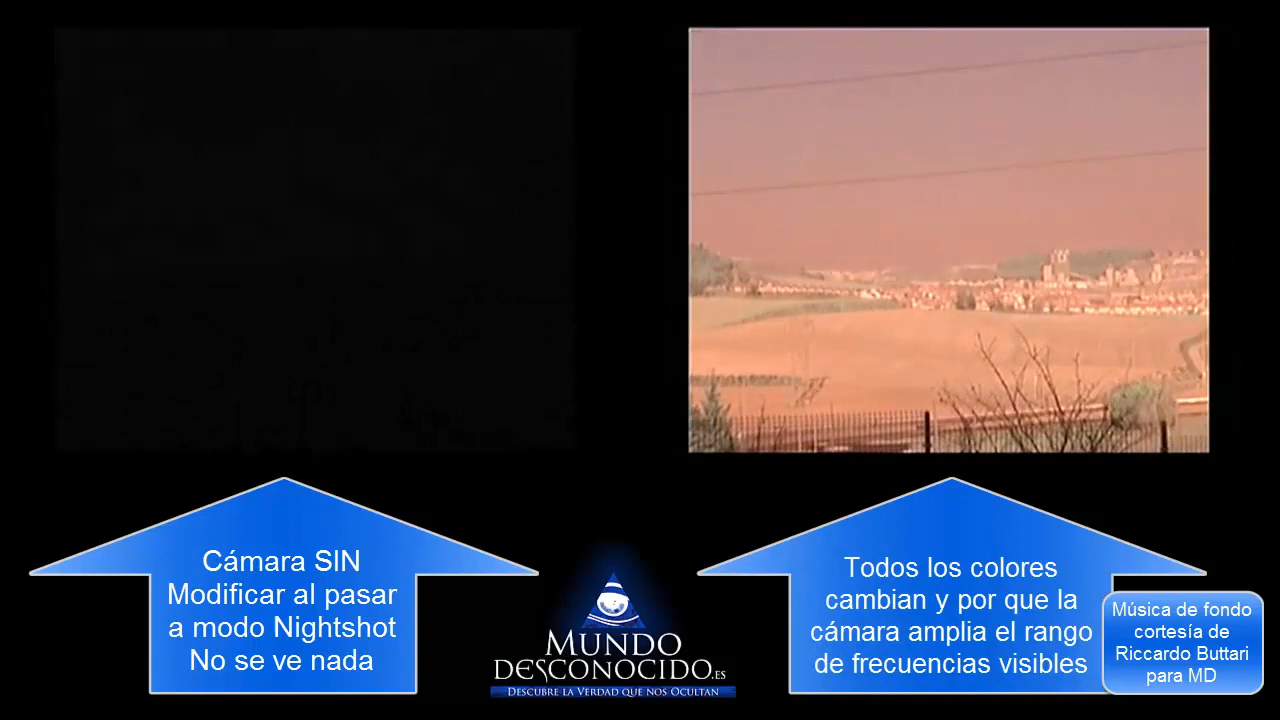 Cámara SIN
Modificar al pasar
a modo Nightshot
No se ve nada
MUNDO
DESCONOCIDO.ES
DESCUBRE LA VERDAD QUE NOS OCULTAN
Todos los colores
cambian y por que la
cámara amplia el rango
de frecuencias visibles
Música de fondo
cortesía de
Riccardo Buttari
para MD